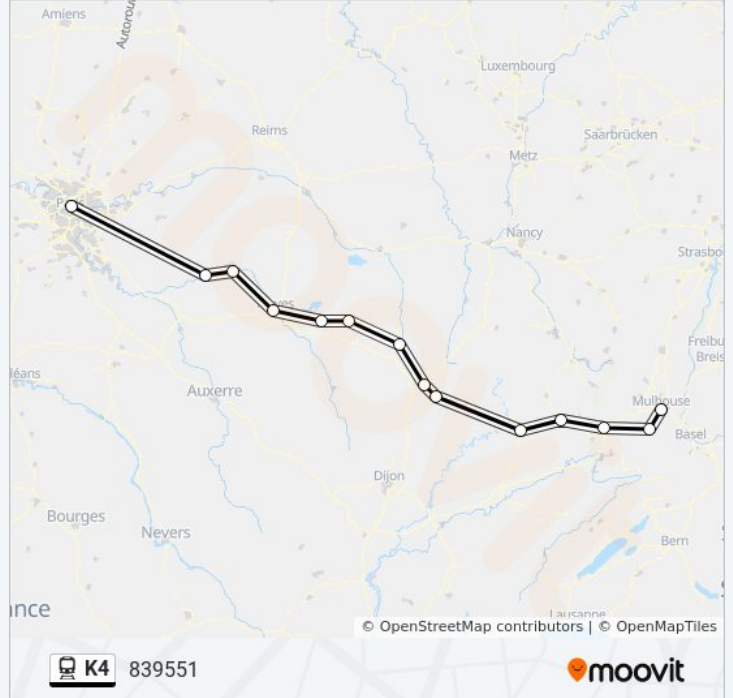 Amiens
Autorou
Luxembourg
Reims
Saarbrücken
Metz
P
Nancy
Strasbo
yes
Freibu
Breis
léans
Auxerre
Mulhouse
Basel
Dijon
Bourges
Nevers
Bern
nce
Lausanne
© OpenStreetMap contributors | © OpenMapTiles
K4 839551
moovit